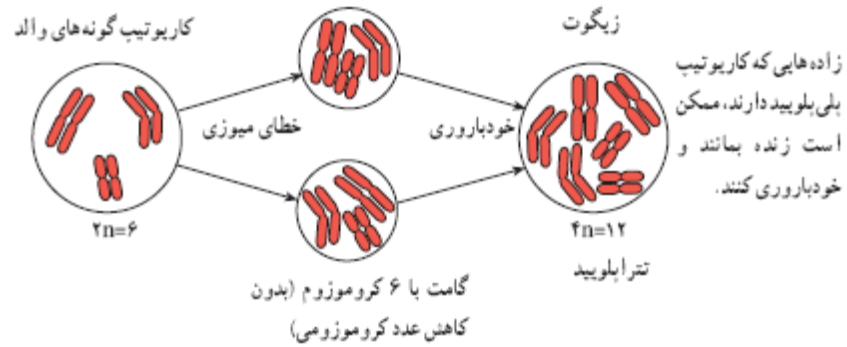 کاریوتیپ گونه‌های والد
زیگوت
زاده‌هایی که کاریوتیپ
پلی‌پلویید دارند، ممکن
است زنده بمانند و
خودباروری کنند.
خطای میوزی
خودباروری
۲n=۶
۴n=۱۲
تتراپلویید
گامت با ۶ کروموزوم (بدون
کاهش عدد کروموزومی)